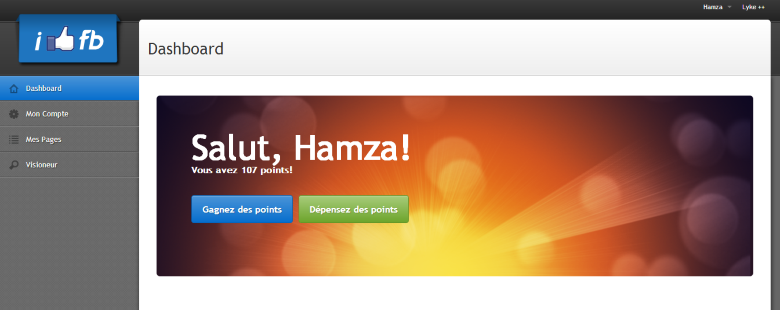 Hamza Lyke ++
i fb
Dashboard
Dashboard
Mon Compte
Mes Pages
Visioneur
Salut, Hamza!
Vous avez 107 points!
Gagnez des points Dépensez des points